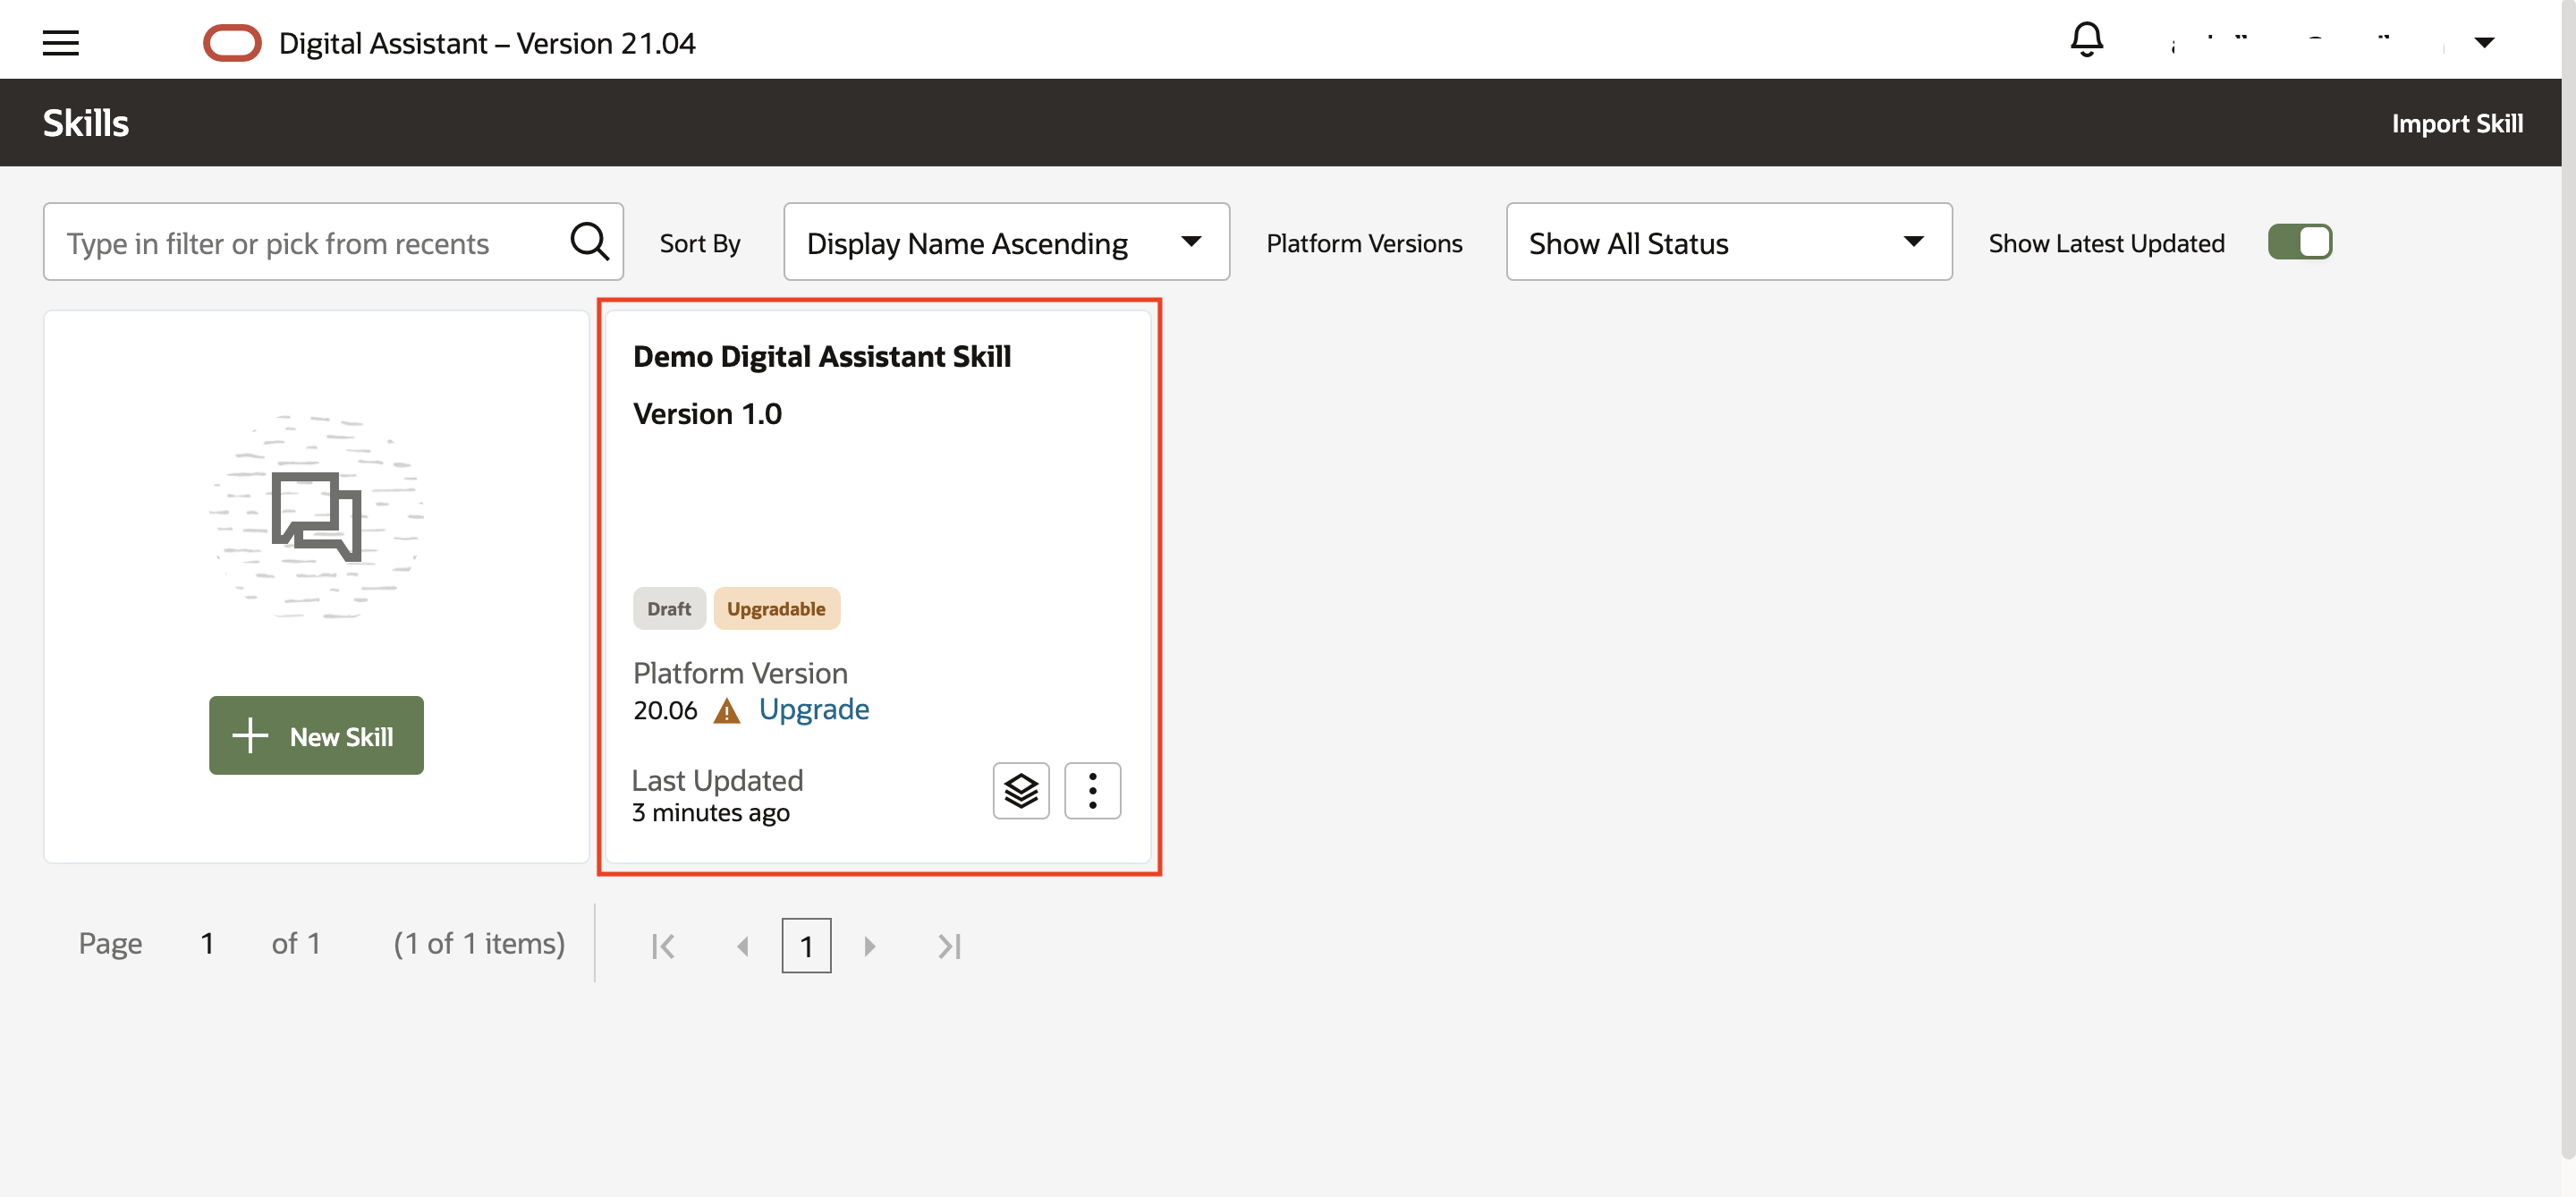 Digital Assistant – Version 21.04
Skills
Import Skill
Type in filter or pick from recents
Sort By
Display Name Ascending
Platform Versions
Show All Status
Show Latest Updated
New Skill
Demo Digital Assistant Skill
Version 1.0
Draft
Upgradable
Platform Version
20.06
Upgrade
Last Updated
3 minutes ago
Page 1 of 1 (1 of 1 items)
1